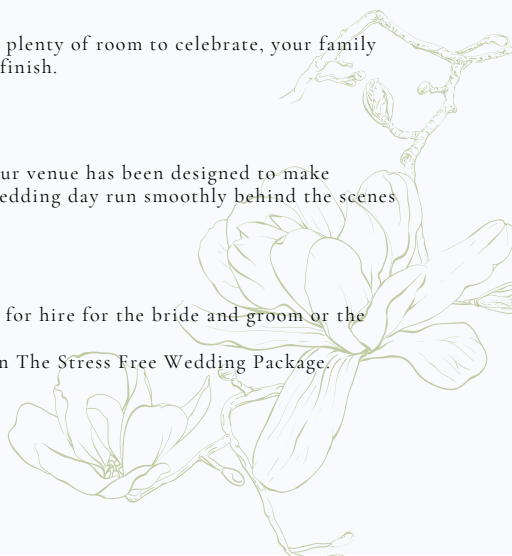 plenty of room to celebrate, your family
finish.
ur venue has been designed to make
edding day run smoothly behind the scenes
for hire for the bride and groom or the
n The Stress Free Wedding Package.